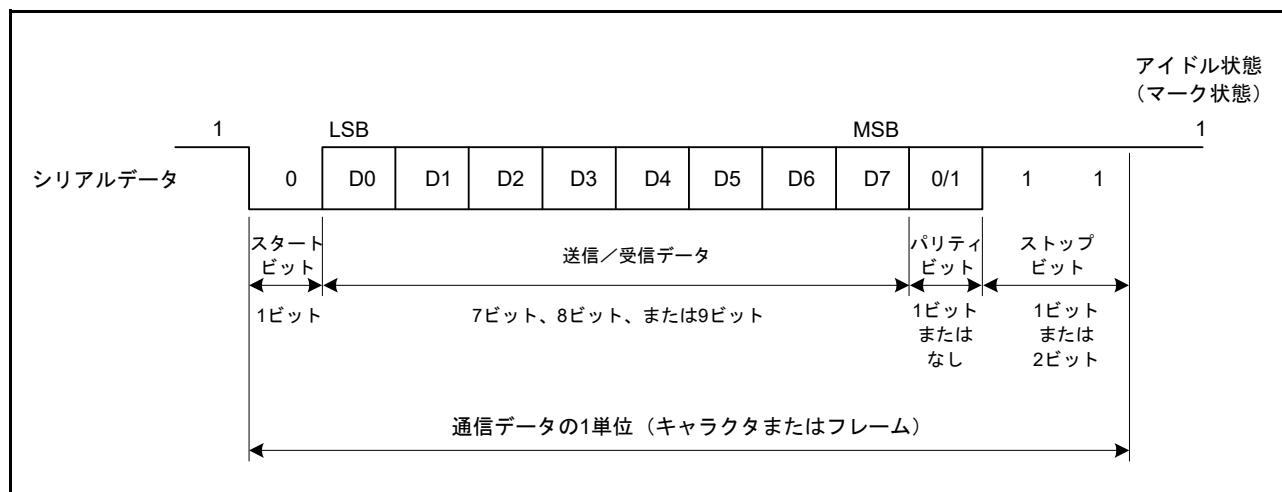 アイドル状態
(マーク状態)
1 LSB MSB 1
シリアルデータ 0 D0 D1 D2 D3 D4 D5 D6 D7 0/1 1 1
スタート
ビット
送信/受信データ
パリティ
ビット
ストップ
ビット
1ビット
7ビット、8ビット、または9ビット
1ビット
または
なし
1ビット
または
2ビット
通信データの1単位(キャラクタまたはフレーム)